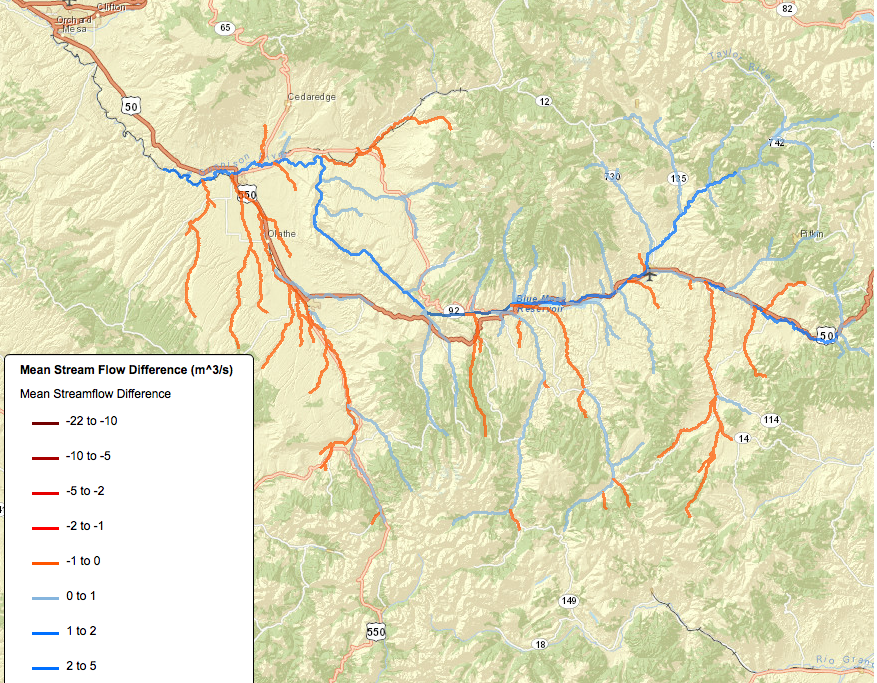 Clifton
Orchard
Mesa
65
82
Taylor River
50
Cedaredge
12
742
730
135
550
Olathe
Pitkin
92
Blue Mesa
Reservoir
50
114
14
149
550
18
Rio Grand
Mean Stream Flow Difference (m^3/s)
Mean Streamflow Difference
-22 to -10
-10 to -5
-5 to -2
-2 to -1
-1 to 0
0 to 1
1 to 2
2 to 5